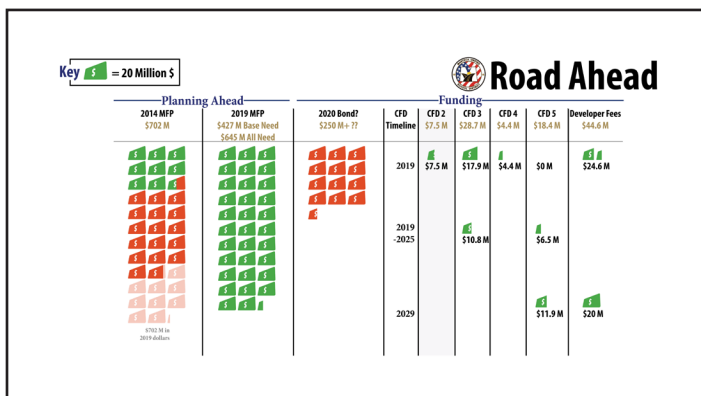 Key $ = 20 Million $
Road Ahead
Planning Ahead
Funding
2014 MFP
$702 M
2019 MFP
$427 M Base Need
$645 M All Need
2020 Bond?
$250 M+ ??
CFD
Timeline
CFD 2
$7.5 M
CFD 3
$28.7 M
CFD 4
$4.4 M
CFD 5
$18.4 M
Developer Fees
$44.6 M
2019
$7.5 M
$17.9 M
$4.4 M
$0 M
$24.6 M
2019
-2025
$10.8 M
$6.5 M
2029
$11.9 M
$20 M
$702 M in
2019 dollars